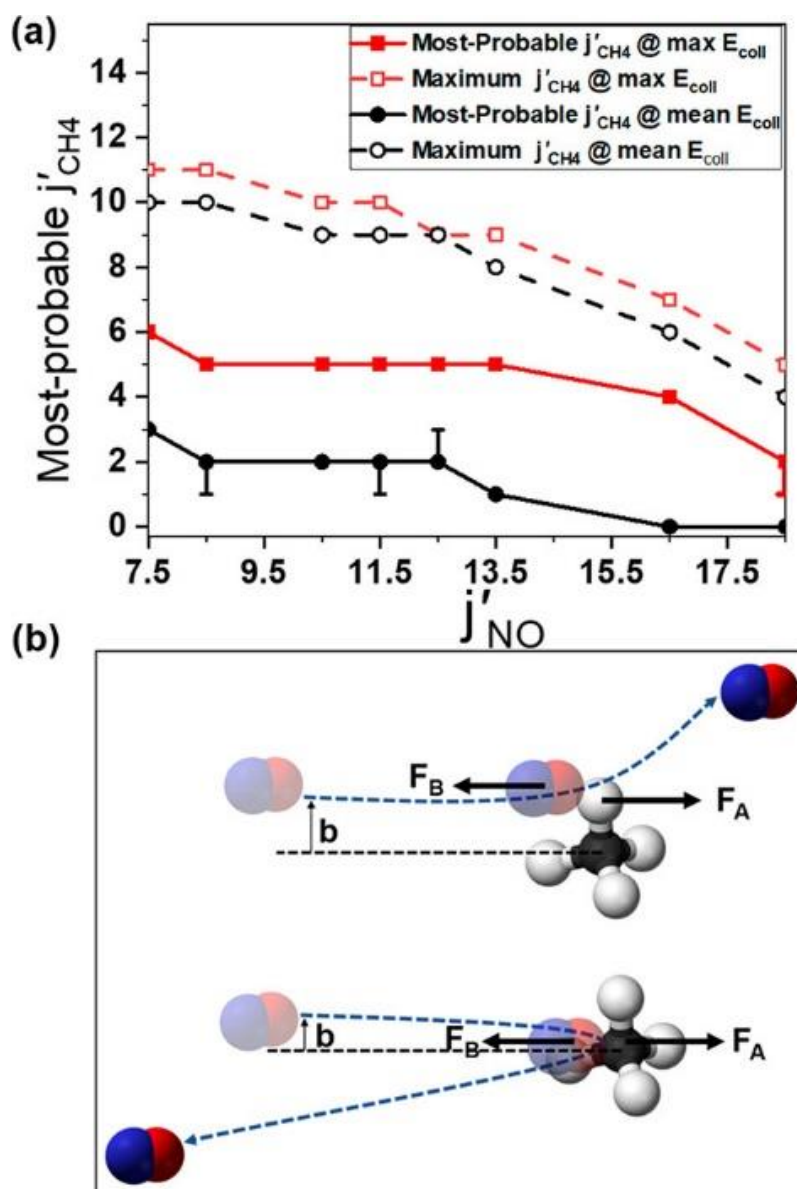 (a)
Most-Probable j′CH4 @ max Ecoll
Maximum j′CH4 @ max Ecoll
Most-Probable j′CH4 @ mean Ecoll
Maximum j′CH4 @ mean Ecoll
Most-probable j′CH4
14
12
10
8
6
4
2
0
7.5 9.5 11.5 13.5 15.5 17.5
j′NO
(b)
FB
FA
b
b
FB
FA